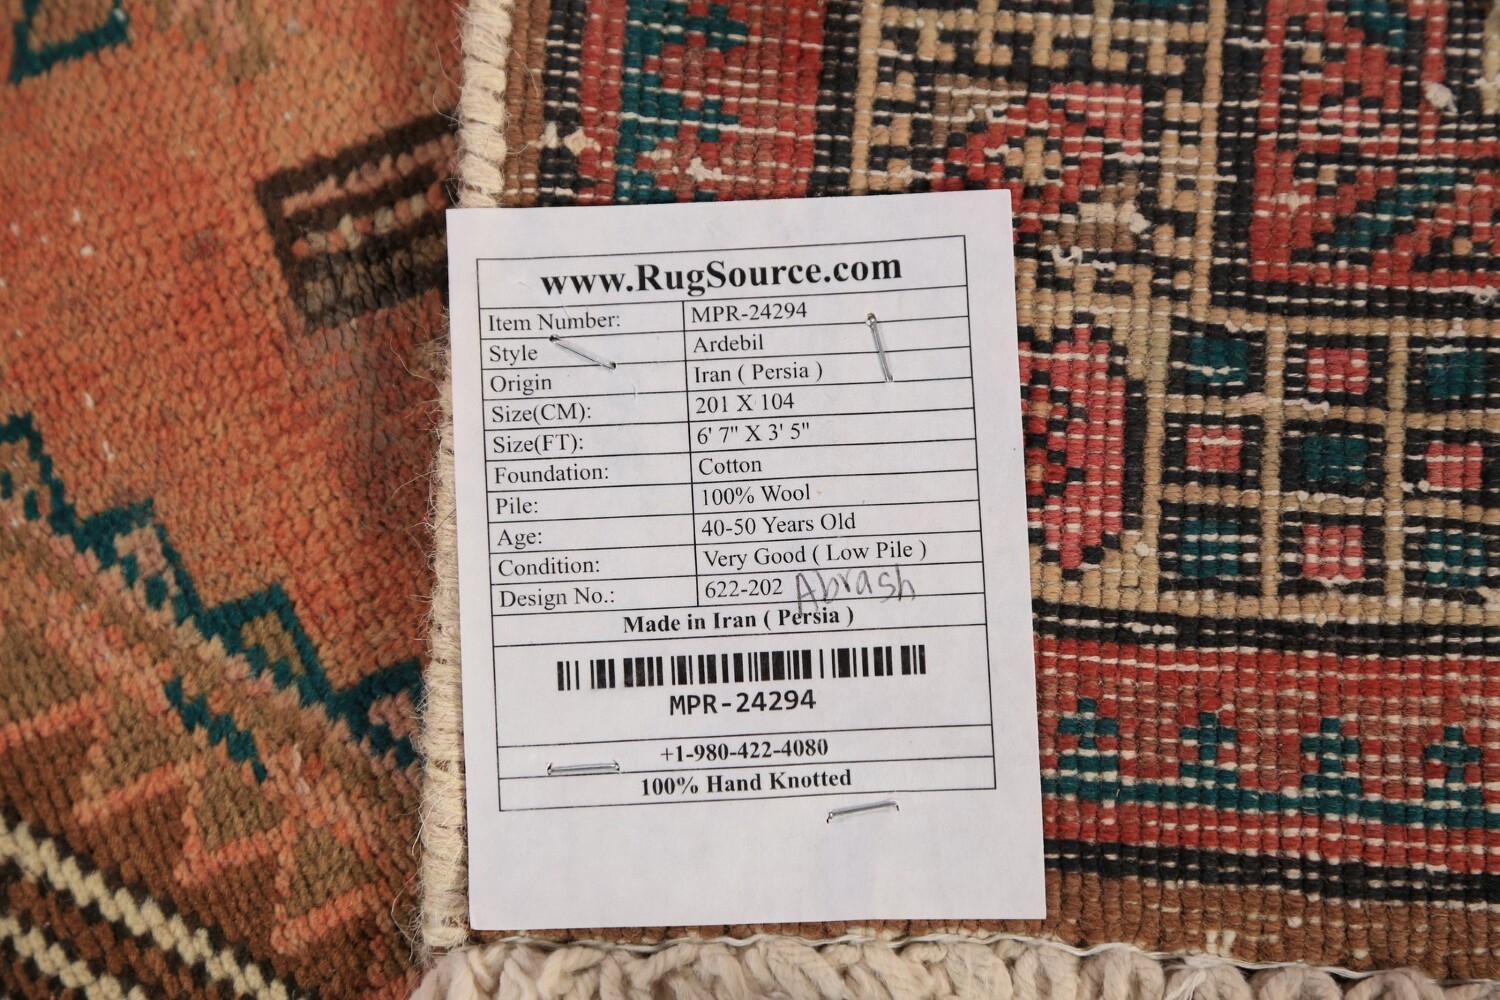 www.RugSource.com
Item Number: MPR-24294
Style Ardebil
Origin Iran ( Persia )
Size(CM): 201 X 104
Size(FT): 6' 7" X 3' 5"
Foundation: Cotton
Pile: 100% Wool
Age: 40-50 Years Old
Condition: Very Good ( Low Pile )
Design No.: 622-202 Abrash
Made in Iran ( Persia )
MPR-24294
+1-980-422-4080
100% Hand Knotted